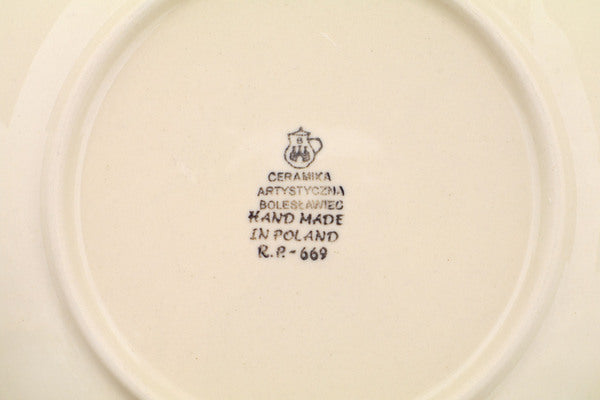 B
CERAMIKA
ARTYSTYCZNA
BOLESŁAWIEC
HAND MADE
IN POLAND
R.P.-669